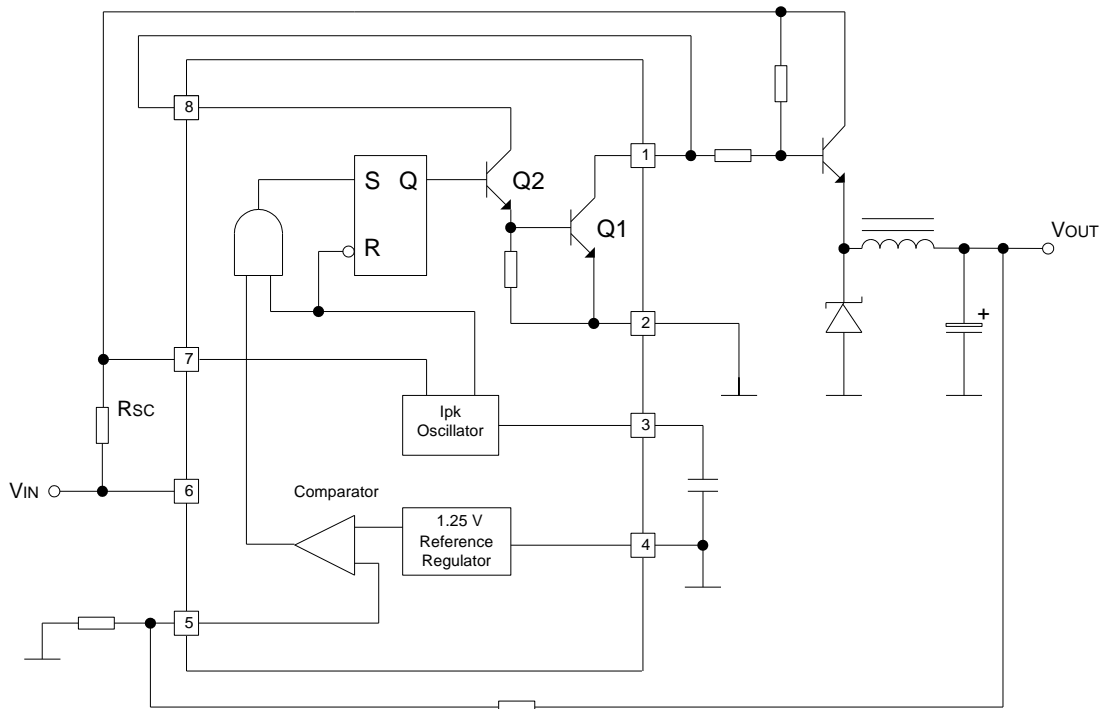 8
1
S Q
Q2
R
Q1
VOUT
+
2
7
Ipk
Oscillator
3
RSC
VIN
6
Comparator
1.25 V
Reference
Regulator
4
5